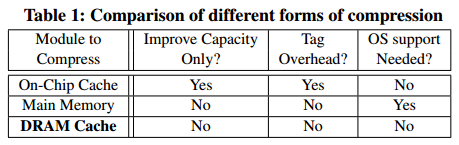 Table 1: Comparison of different forms of compression
Module to Improve Capacity Tag OS support
Compress Only? Overhead? Needed?
On-Chip Cache Yes Yes No
Main Memory No No Yes
DRAM Cache No No No